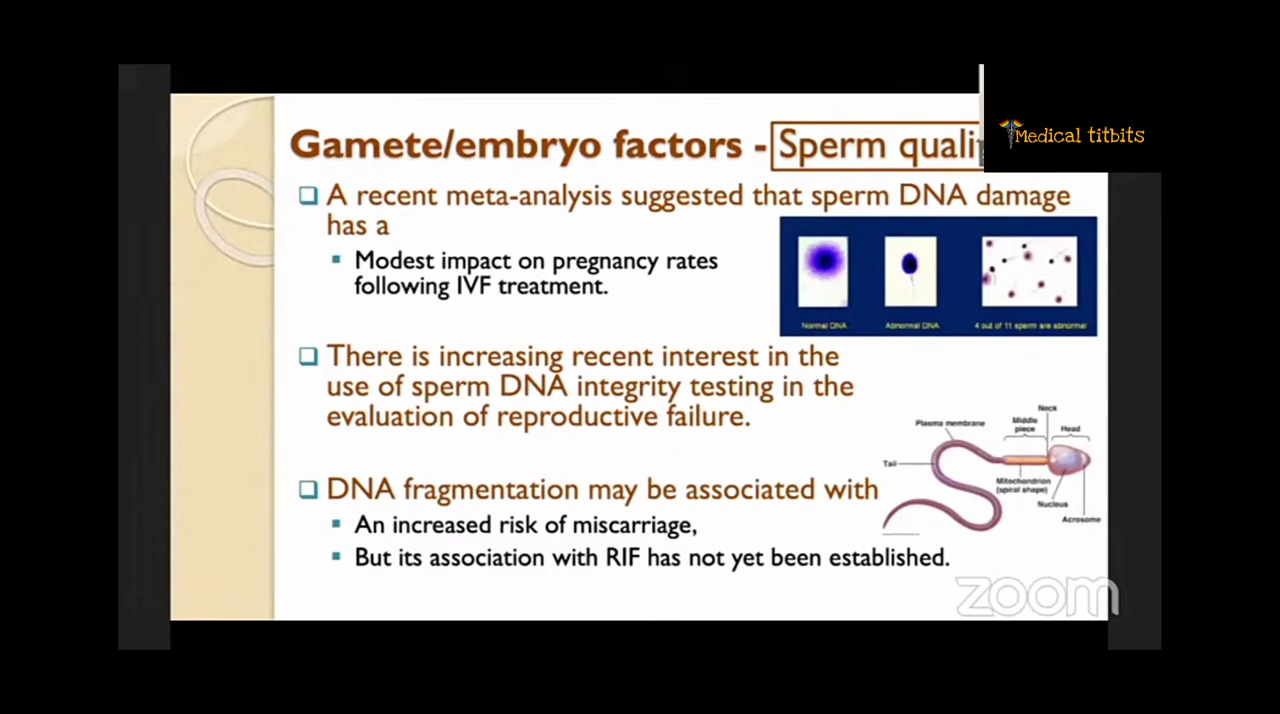 Medical titbits
Gamete/embryo factors - Sperm quali
❑ A recent meta-analysis suggested that sperm DNA damage
has a
▪ Modest impact on pregnancy rates
following IVF treatment.
Normal DNA
Abnormal DNA
4 out of 11 sperm are abnormal
❑ There is increasing recent interest in the
use of sperm DNA integrity testing in the
evaluation of reproductive failure.
Neck
Plasma membrane
Middle
piece
Head
Tail
Mitochondrion
(spiral shape)
Nucleus
Acrosome
❑ DNA fragmentation may be associated with
▪ An increased risk of miscarriage,
▪ But its association with RIF has not yet been established.
zoom